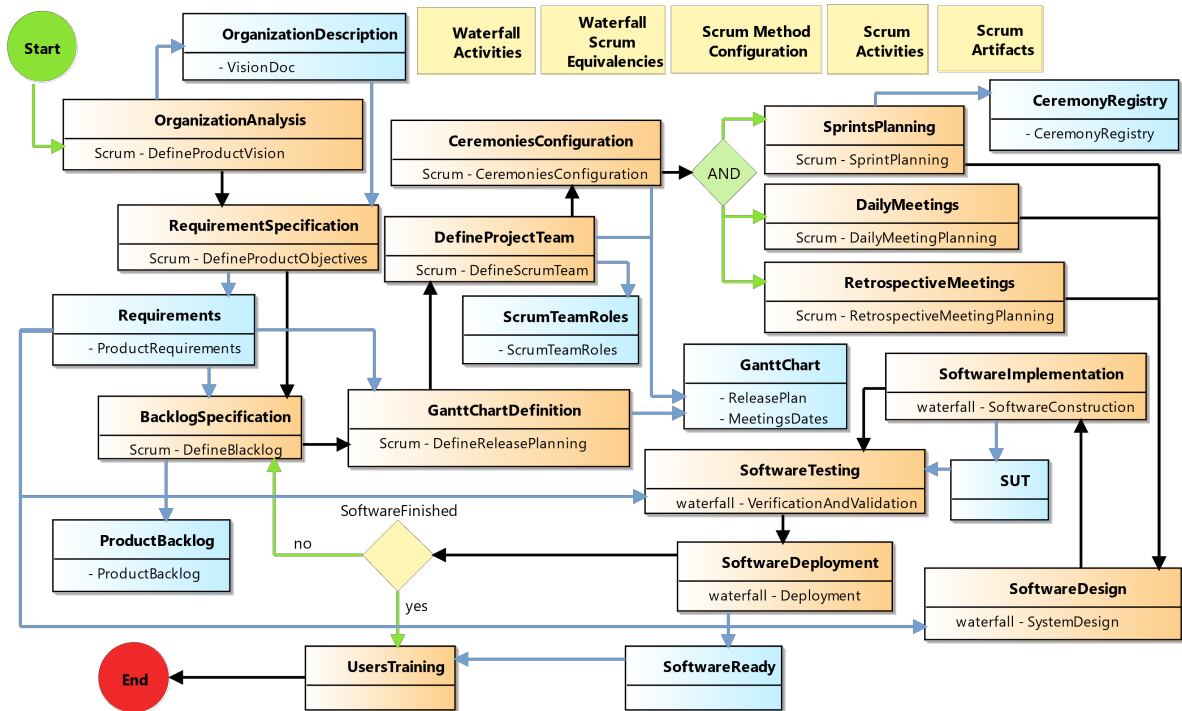 Start
OrganizationDescription
- VisionDoc
Waterfall
Activities
Waterfall
Scrum
Equivalencies
Scrum Method
Configuration
Scrum
Activities
Scrum
Artifacts
OrganizationAnalysis
Scrum - DefineProductVision
CeremoniesConfiguration
Scrum - CeremoniesConfiguration
AND
SprintsPlanning
Scrum - SprintPlanning
CeremonyRegistry
- CeremonyRegistry
RequirementSpecification
Scrum - DefineProductObjectives
DefineProjectTeam
Scrum - DefineScrumTeam
DailyMeetings
Scrum - DailyMeetingPlanning
RetrospectiveMeetings
Scrum - RetrospectiveMeetingPlanning
Requirements
- ProductRequirements
ScrumTeamRoles
- ScrumTeamRoles
GanttChart
- ReleasePlan
- MeetingsDates
SoftwareImplementation
waterfall - SoftwareConstruction
BacklogSpecification
Scrum - DefineBlacklog
GanttChartDefinition
Scrum - DefineReleasePlanning
SoftwareTesting
waterfall - VerificationAndValidation
SUT
ProductBacklog
- ProductBacklog
SoftwareFinished
no
yes
SoftwareDeployment
waterfall - Deployment
SoftwareDesign
waterfall - SystemDesign
End
UsersTraining
SoftwareReady